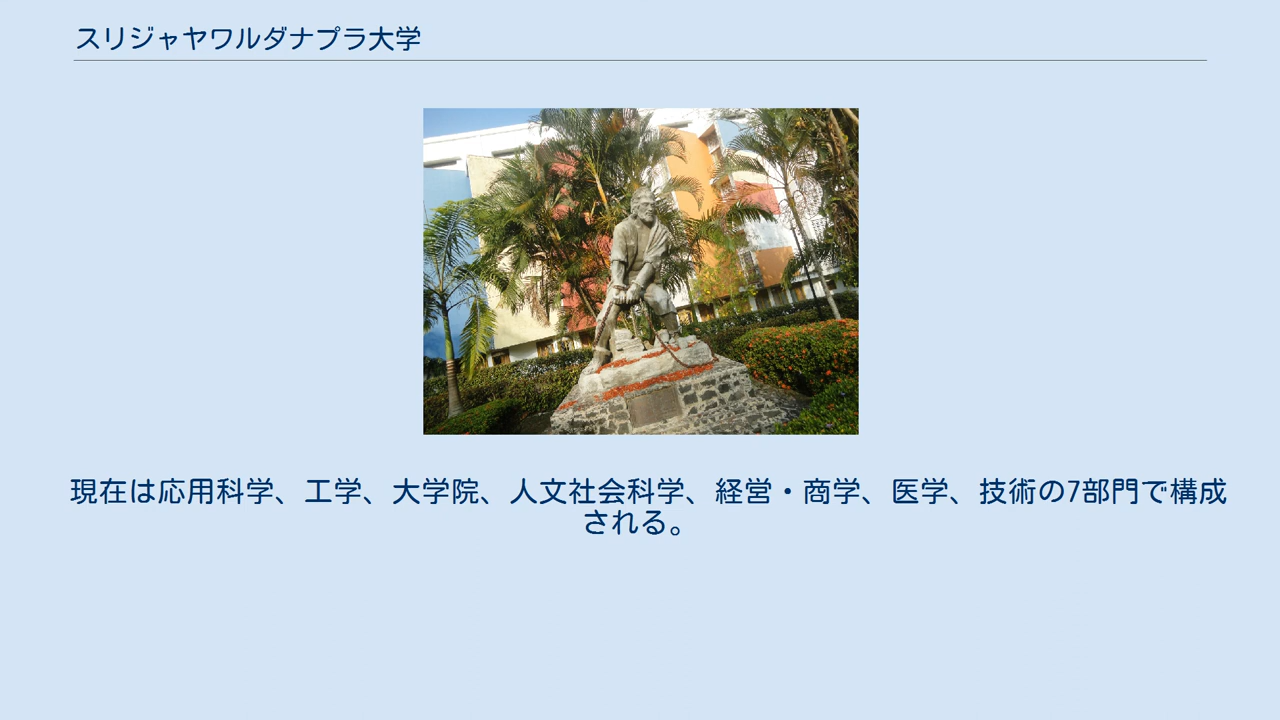 スリジャヤワルダナプラ大学
現在は応用科学、工学、大学院、人文社会科学、経営・商学、医学、技術の7部門で構成
される。